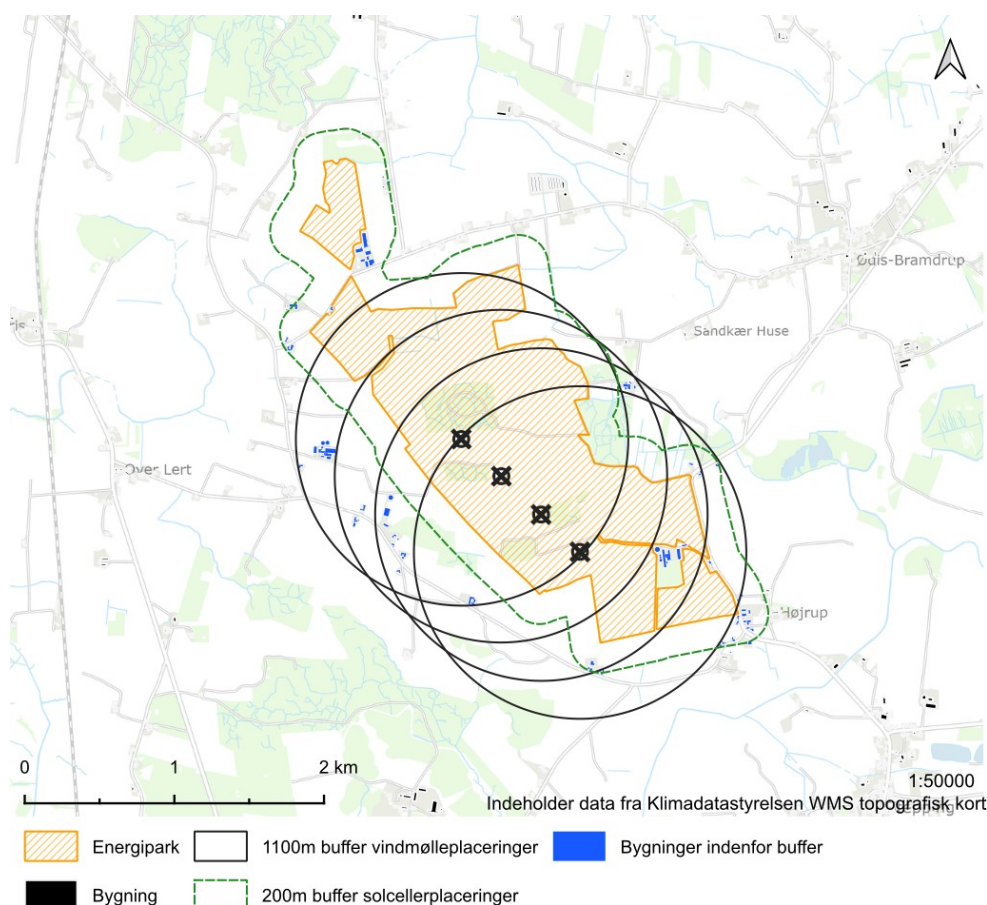 Ødis-Bramdrup
Sandkær Huse
Over Lert
Højrup
0 1 2 km
1:50000
Indeholder data fra Klimadatastyrelsen WMS topografisk kort
Energipark
1100m buffer vindmølleplaceringer
Bygninger indenfor buffer
Bygning
200m buffer solcellerplaceringer